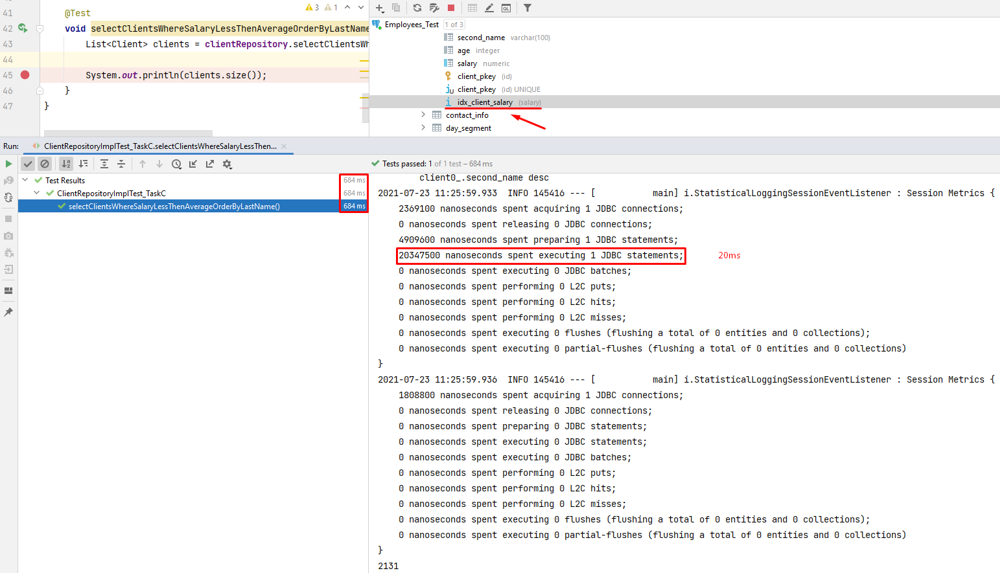 41 @Test
3 1
42 void selectClientsWhereSalaryLessThenAverageOrderByLastName
43 List<Client> clients = clientRepository.selectClientsWh
44
45 System.out.println(clients.size());
46 }
47 }
QL
Employees_Test 1 of 3
second_name varchar(100)
age integer
salary numeric
client_pkey (id)
client_pkey (id) UNIQUE
idx_client_salary (salary)
contact_info
day_segment
Run: ClientRepositoryImplTest_TaskC.selectClientsWhereSalaryLessThen...
Tests passed: 1 of 1 test – 684 ms
Test Results 684 ms
ClientRepositoryImplTest_TaskC 684 ms
selectClientsWhereSalaryLessThenAverageOrderByLastName() 684 ms
client0_.second_name desc
2021-07-23 11:25:59.933  INFO 145416 --- [           main] i.StatisticalLoggingSessionEventListener : Session Metrics {
2369100 nanoseconds spent acquiring 1 JDBC connections;
0 nanoseconds spent releasing 0 JDBC connections;
4909600 nanoseconds spent preparing 1 JDBC statements;
20347500 nanoseconds spent executing 1 JDBC statements; 20ms
0 nanoseconds spent executing 0 JDBC batches;
0 nanoseconds spent performing 0 L2C puts;
0 nanoseconds spent performing 0 L2C hits;
0 nanoseconds spent performing 0 L2C misses;
0 nanoseconds spent executing 0 flushes (flushing a total of 0 entities and 0 collections);
0 nanoseconds spent executing 0 partial-flushes (flushing a total of 0 entities and 0 collections)
}
2021-07-23 11:25:59.936  INFO 145416 --- [           main] i.StatisticalLoggingSessionEventListener : Session Metrics {
1808800 nanoseconds spent acquiring 1 JDBC connections;
0 nanoseconds spent releasing 0 JDBC connections;
0 nanoseconds spent preparing 0 JDBC statements;
0 nanoseconds spent executing 0 JDBC statements;
0 nanoseconds spent executing 0 JDBC batches;
0 nanoseconds spent performing 0 L2C puts;
0 nanoseconds spent performing 0 L2C hits;
0 nanoseconds spent performing 0 L2C misses;
0 nanoseconds spent executing 0 flushes (flushing a total of 0 entities and 0 collections);
0 nanoseconds spent executing 0 partial-flushes (flushing a total of 0 entities and 0 collections)
}
2131